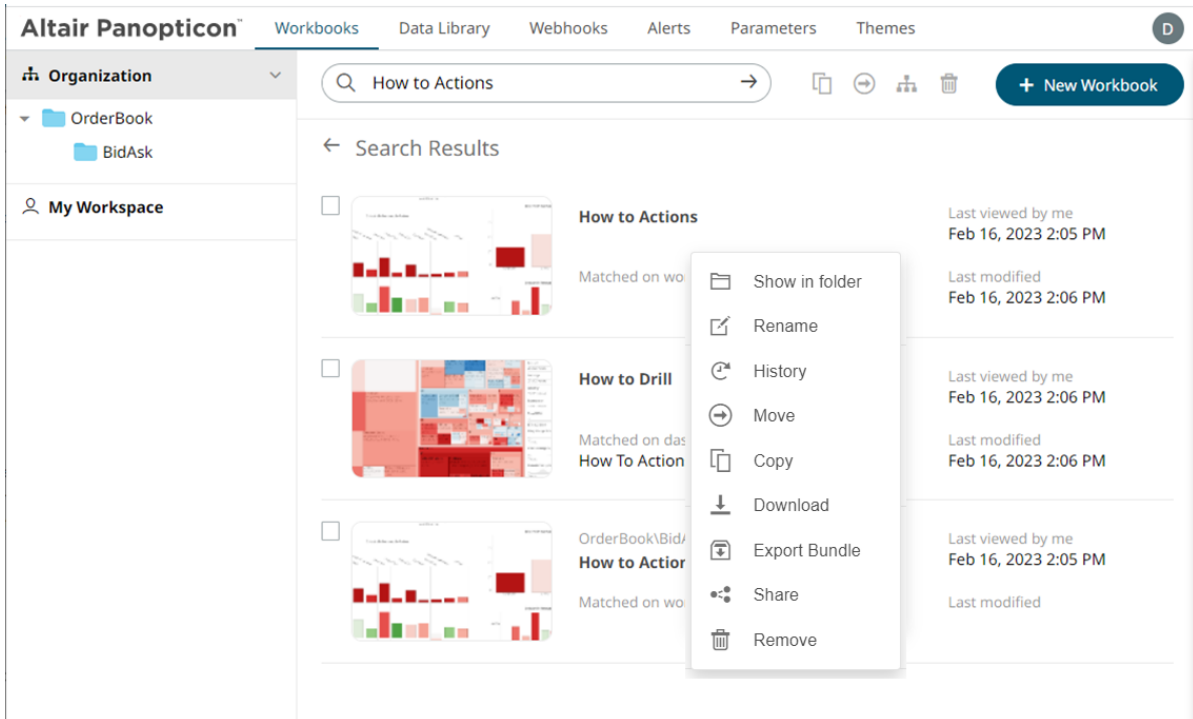 Altair Panopticon™ Workbooks Data Library Webhooks Alerts Parameters Themes D
Organization
OrderBook
BidAsk
My Workspace
How to Actions
+ New Workbook
Search Results
How to Actions
Last viewed by me
Feb 16, 2023 2:05 PM
Matched on wo
Last modified
Feb 16, 2023 2:06 PM
How to Drill
Last viewed by me
Feb 16, 2023 2:06 PM
Matched on das
How To Action
Last modified
Feb 16, 2023 2:06 PM
OrderBook\BidA
How to Action
Last viewed by me
Feb 16, 2023 2:05 PM
Matched on wo
Last modified
Show in folder
Rename
History
Move
Copy
Download
Export Bundle
Share
Remove